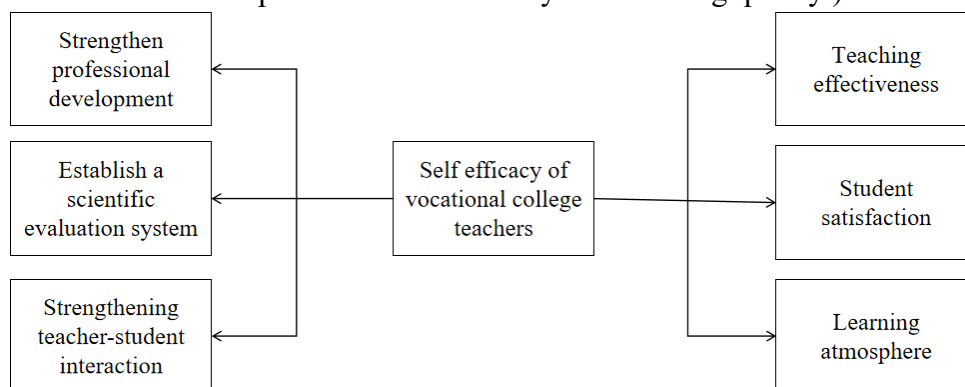 Strengthen
professional
development
Establish a
scientific
evaluation system
Strengthening
teacher-student
interaction
Self efficacy of
vocational college
teachers
Teaching
effectiveness
Student
satisfaction
Learning
atmosphere